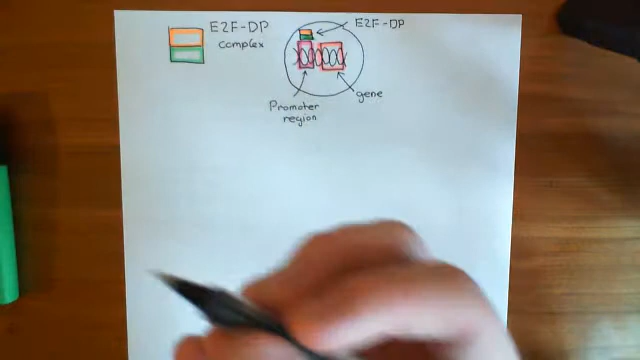 E2F-DP
complex
E2F-DP
gene
Promoter
region